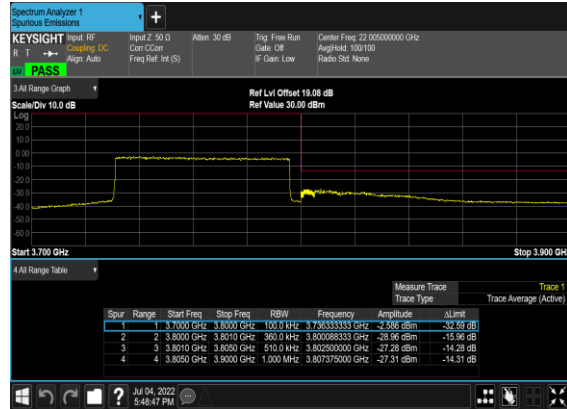 Spectrum Analyzer 1
Spurious Emissions
KEYSIGHT Input: RF Input Z: 50 Ω Atten: 30 dB Trig: Free Run Center Freq: 22.005000000 GHz
R T Coupling: DC Corr CCorr Gate: Off Avg|Hold: 100/100
Align: Auto Freq Ref: Int (S) IF Gain: Low Radio Std: None
PASS
3 All Range Graph Ref Lvl Offset 19.08 dB
Scale/Div 10.0 dB Ref Value 30.00 dBm
Log
20.0
10.0
0.00
-10.0
-20.0
-30.0
-40.0
-50.0
-60.0
Start 3.700 GHz Stop 3.900 GH
4 All Range Table
Measure Trace Trace 1
Trace Type Trace Average (Active)
Spur Range Start Freq Stop Freq RBW Frequency Amplitude ΔLimit
1 1 3.7000 GHz 3.8000 GHz 100.0 kHz 3.736333333 GHz -2.586 dBm -32.59 dB
2 2 3.8000 GHz 3.8010 GHz 360.0 kHz 3.800088333 GHz -28.96 dBm -15.96 dB
3 3 3.8010 GHz 3.8050 GHz 510.0 kHz 3.802500000 GHz -27.28 dBm -14.28 dB
4 4 3.8050 GHz 3.9000 GHz 1.000 MHz 3.807375000 GHz -27.31 dBm -14.31 dB
? Jul 04, 2022
5:48:47 PM